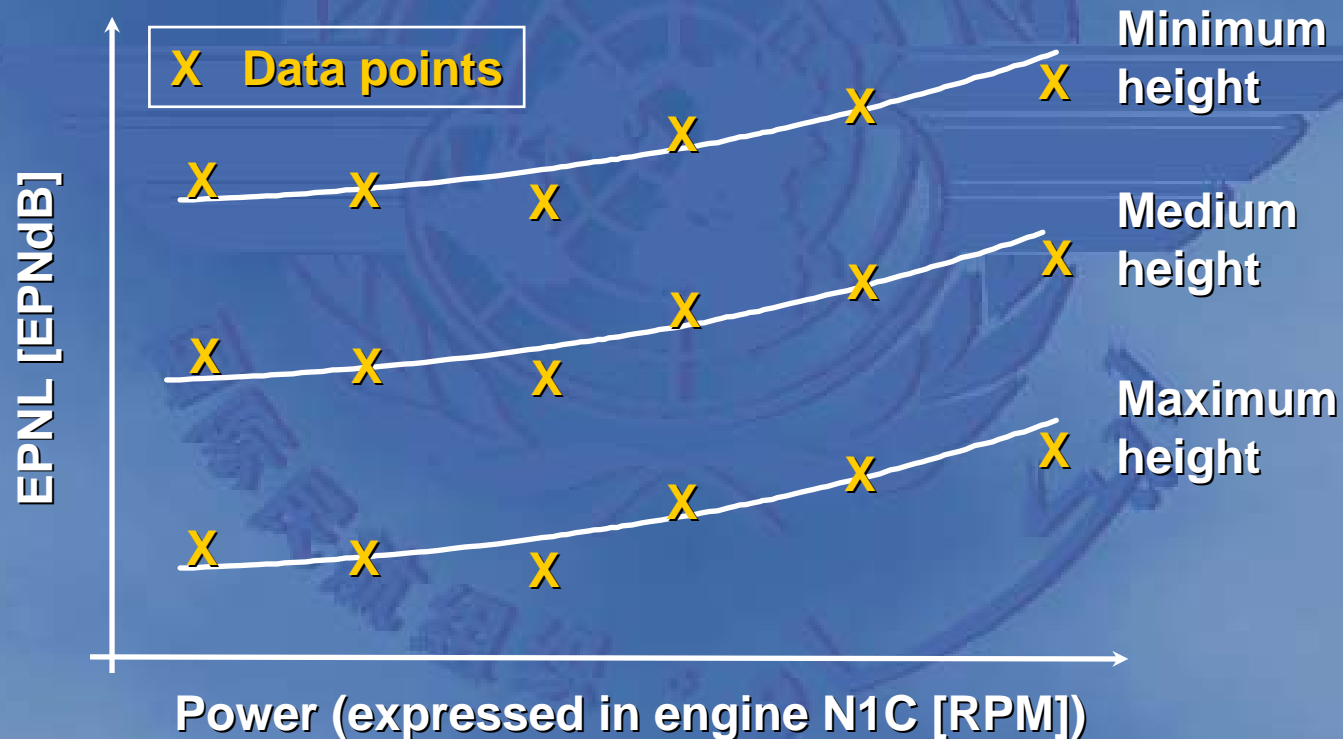 X Data points
Minimum
height
Medium
height
Maximum
height
EPNL [EPNdB]
Power (expressed in engine N1C [RPM])